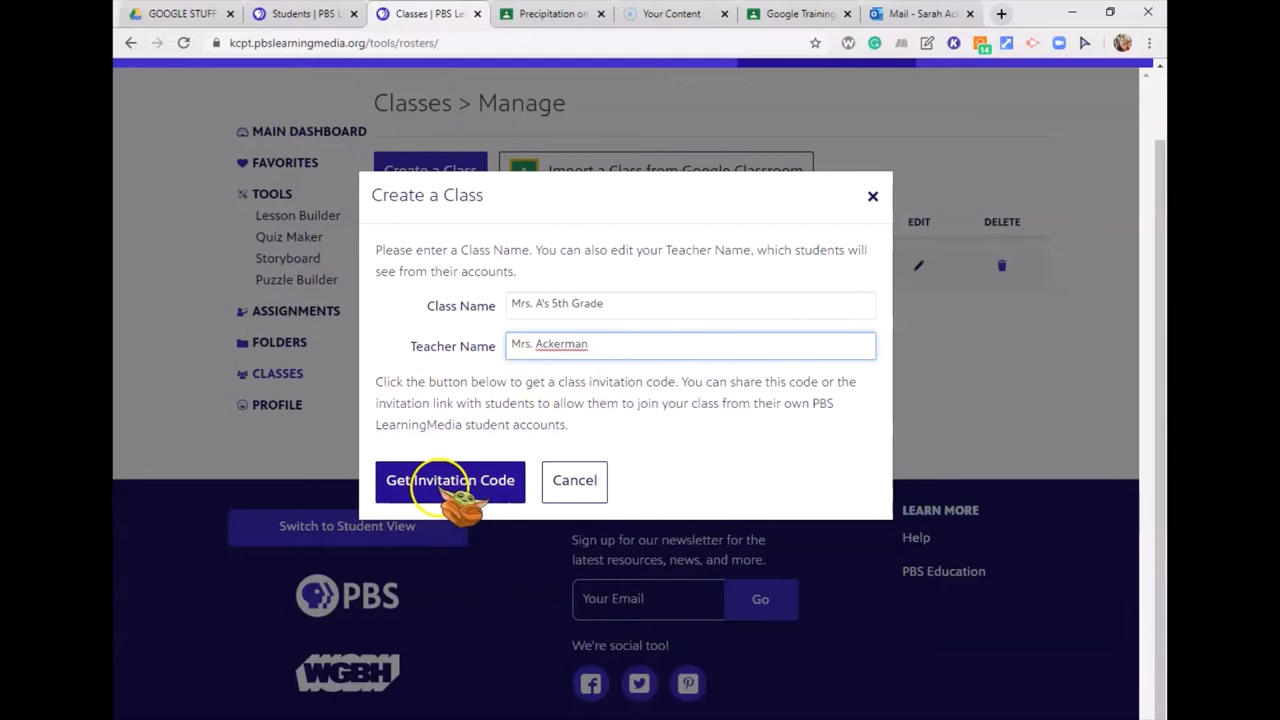 GOOGLE STUFF
Students | PBS L
Classes | PBS Le
Precipitation on
Your Content
Google Training
Mail - Sarah Ac
kcpt.pbslearningmedia.org/tools/rosters/
14
Classes > Manage
MAIN DASHBOARD
FAVORITES
TOOLS
Lesson Builder
Quiz Maker
Storyboard
Puzzle Builder
ASSIGNMENTS
FOLDERS
CLASSES
PROFILE
Create a Class
Import a Class from Google Classroom
EDIT
DELETE
Create a Class
Please enter a Class Name. You can also edit your Teacher Name, which students will
see from their accounts.
Class Name
Mrs. A's 5th Grade
Teacher Name
Mrs. Ackerman
Click the button below to get a class invitation code. You can share this code or the
invitation link with students to allow them to join your class from their own PBS
LearningMedia student accounts.
Get Invitation Code
Cancel
Switch to Student View
PBS
WGBH
Sign up for our newsletter for the
latest resources, news, and more.
Your Email
Go
We're social too!
LEARN MORE
Help
PBS Education